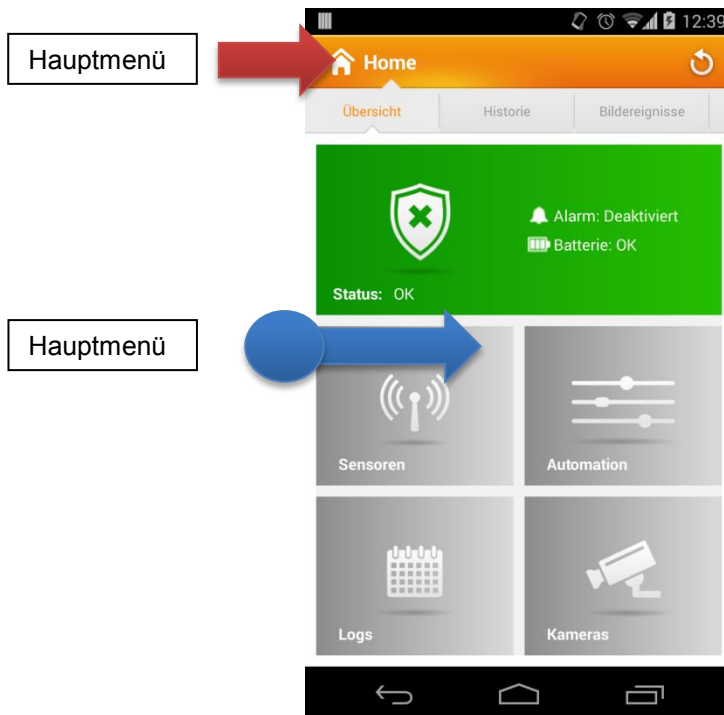 12:39
Hauptmenü
Home
Übersicht Historie Bildereignisse
Alarm: Deaktiviert
Batterie: OK
Status: OK
Hauptmenü
Sensoren Automation
Logs Kameras